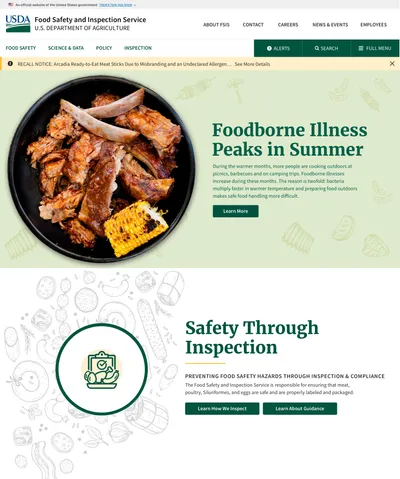 An official website of the United States government Here's how you know
USDA
Food Safety and Inspection Service
U.S. DEPARTMENT OF AGRICULTURE
ABOUT FSIS CONTACT CAREERS NEWS & EVENTS EMPLOYEES
FOOD SAFETY SCIENCE & DATA POLICY INSPECTION ALERTS SEARCH FULL MENU
RECALL NOTICE: Arcadia Ready-to-Eat Meat Sticks Due to Misbranding and an Undeclared Allergen... See More Details
Foodborne Illness
Peaks in Summer
During the warmer months, more people are cooking outdoors at
picnics, barbecues and on camping trips. Foodborne illnesses
increase during these months. The reason is twofold: bacteria
multiply faster in warmer temperature and preparing food outdoors
makes safe food handling more difficult.
Learn More
Safety Through
Inspection
PREVENTING FOOD SAFETY HAZARDS THROUGH INSPECTION & COMPLIANCE
The Food Safety and Inspection Service is responsible for ensuring that meat,
poultry, Siluriformes, and eggs are safe and are properly labeled and packaged.
Learn How We Inspect Learn About Guidance